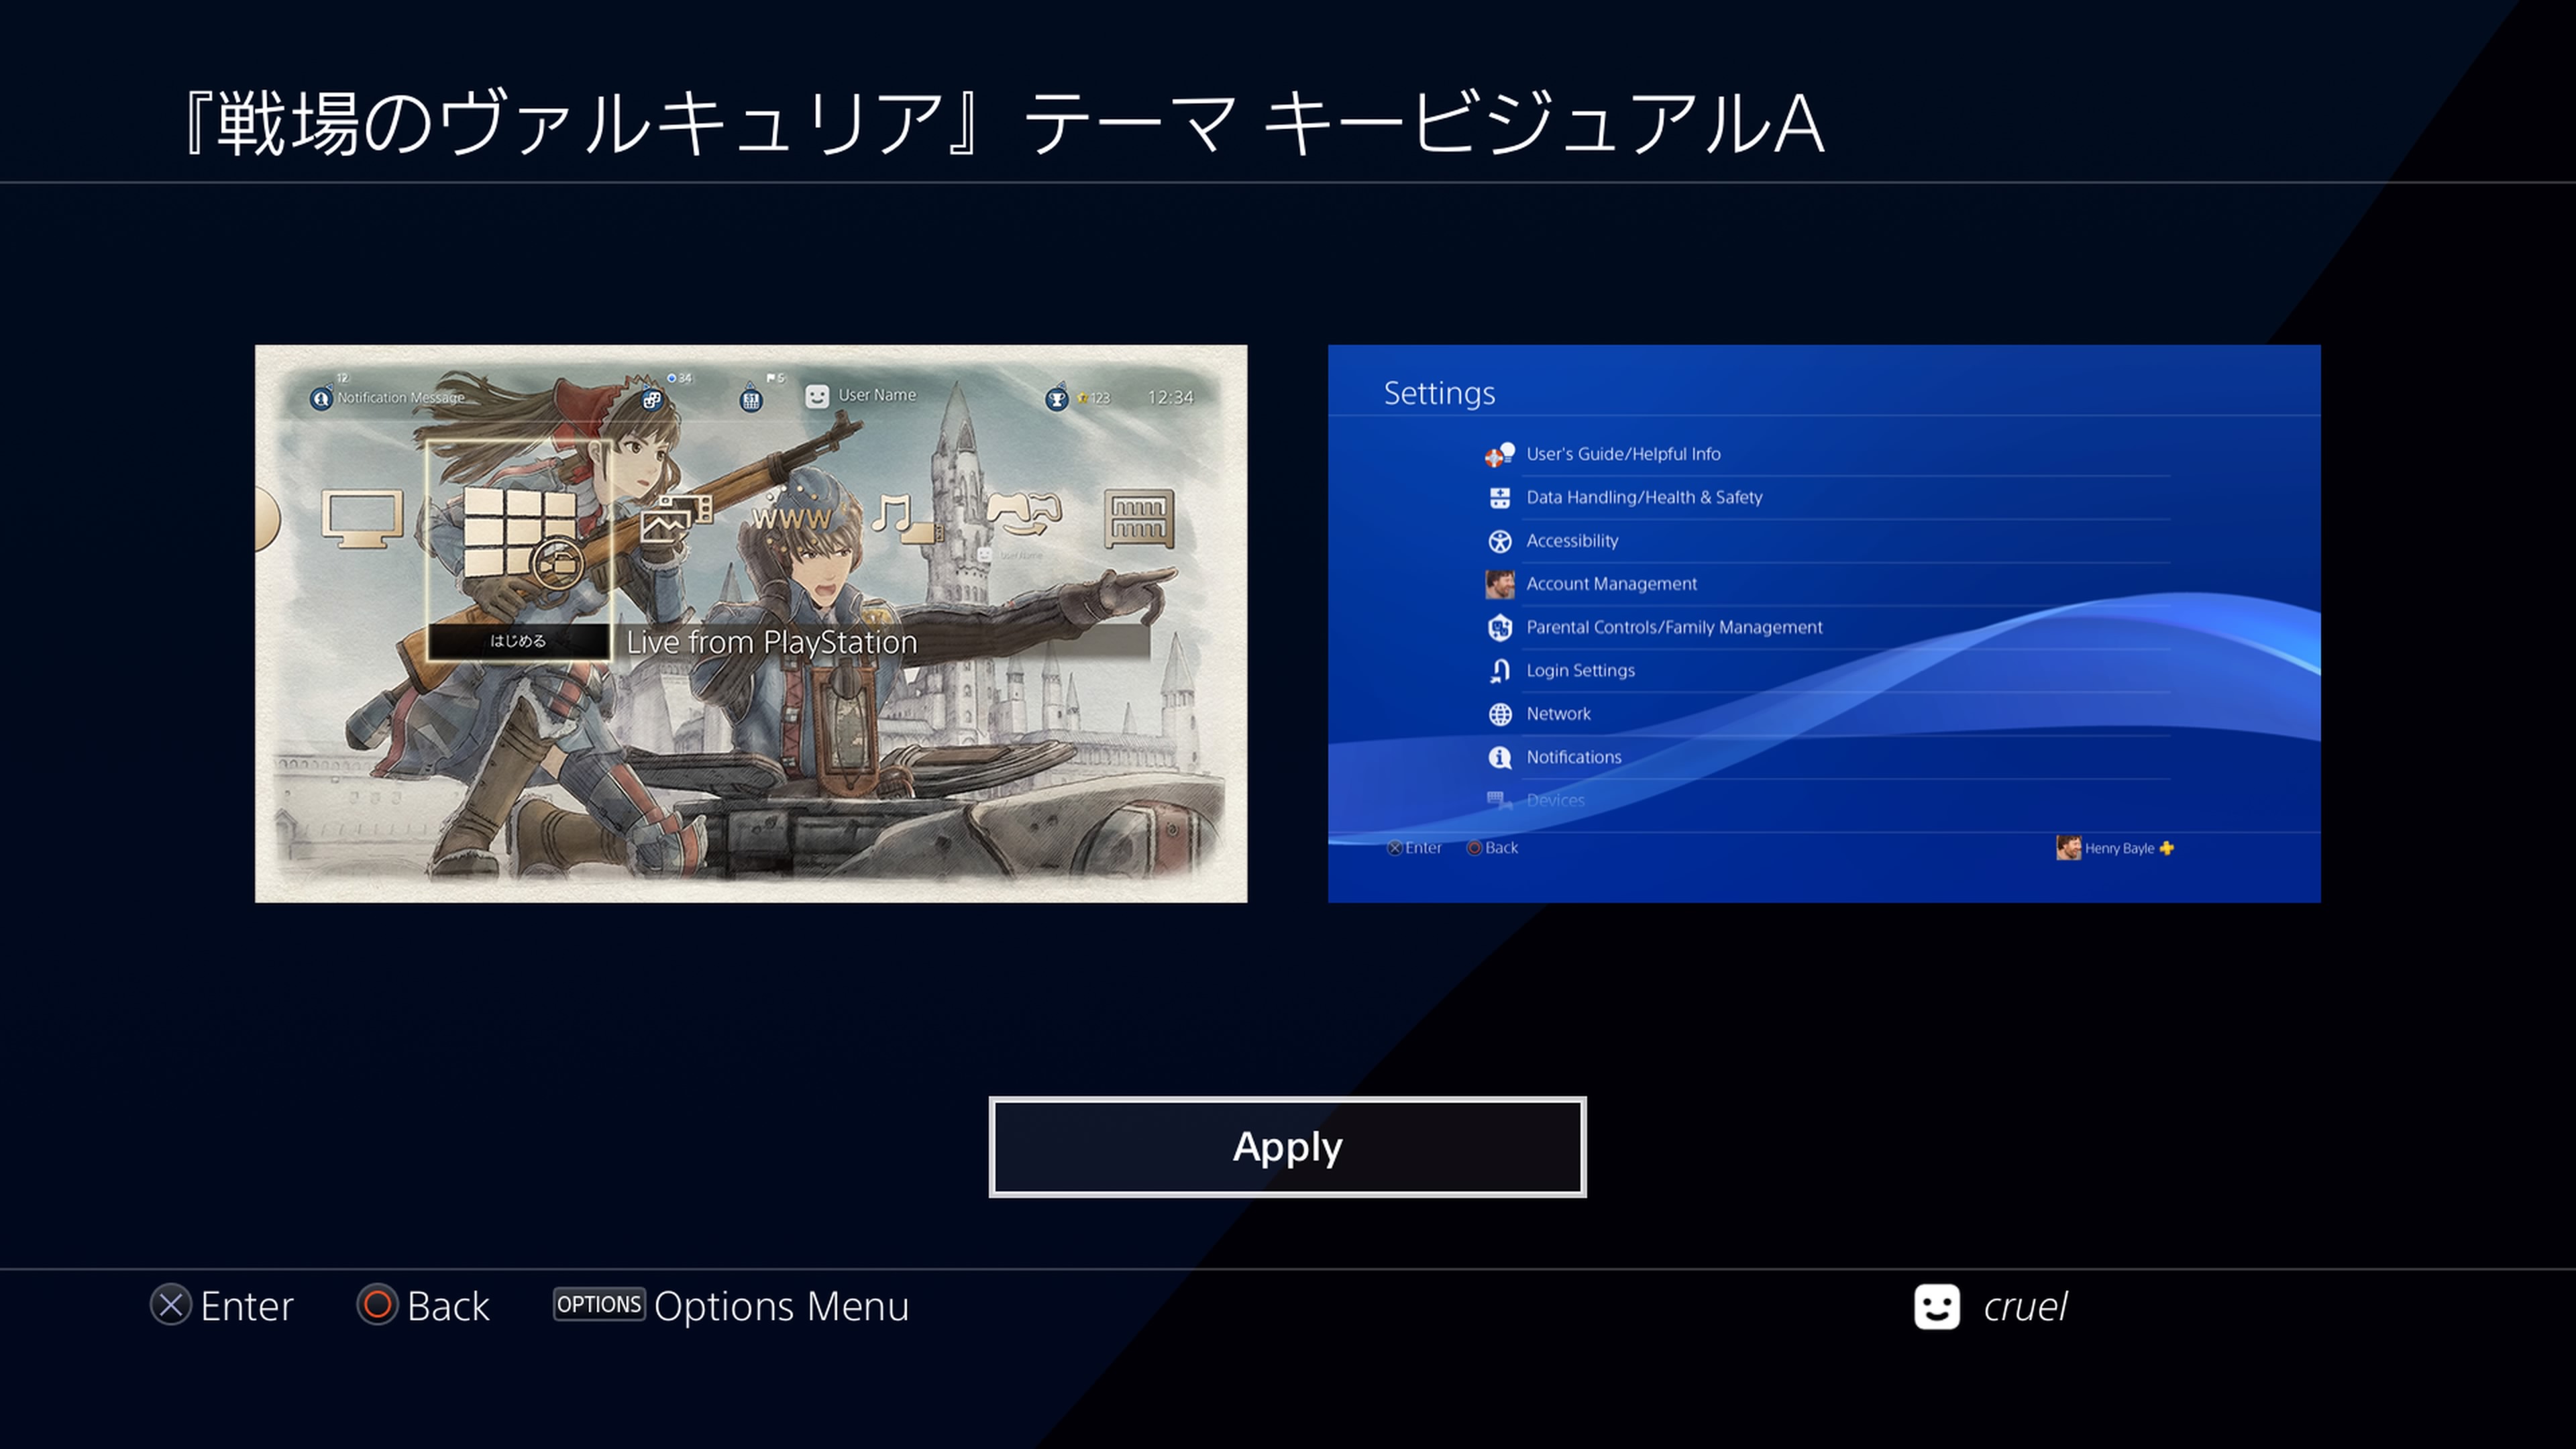 『戦場のヴァルキュリア』テーマ キービジュアルA
12
Notification Message
34
5
User Name
123
12:34
WWW
User Name
はじめる
Live from PlayStation
Settings
User's Guide/Helpful Info
Data Handling/Health & Safety
Accessibility
Account Management
Parental Controls/Family Management
Login Settings
Network
Notifications
Devices
Enter Back
Henry Bayle
Apply
Enter Back OPTIONS Options Menu
cruel